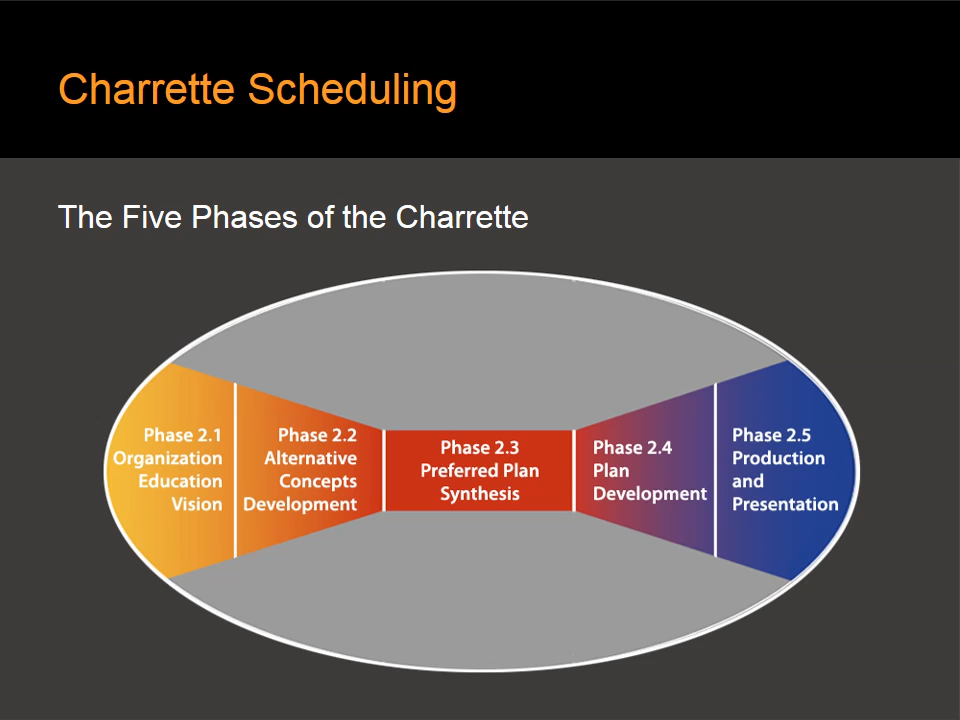 Charrette Scheduling
The Five Phases of the Charrette
Phase 2.1
Organization
Education
Vision
Phase 2.2
Alternative
Concepts
Development
Phase 2.3
Preferred Plan
Synthesis
Phase 2.4
Plan
Development
Phase 2.5
Production
and
Presentation